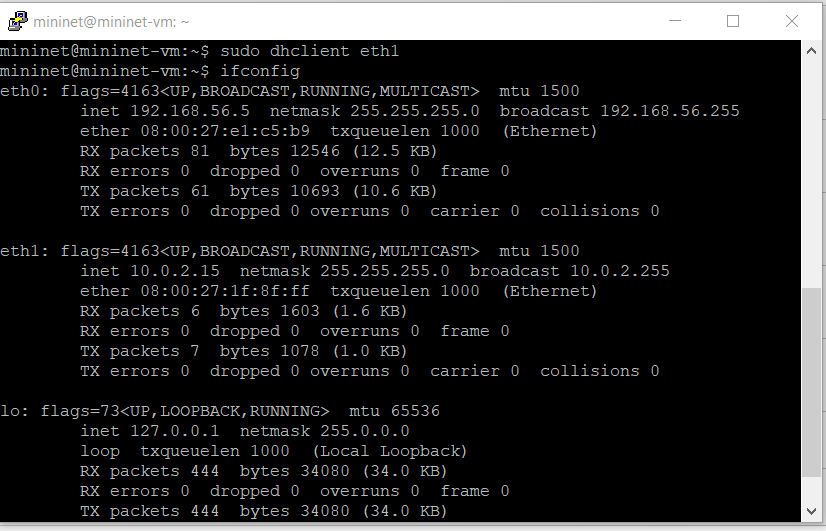 mininet@mininet-vm: ~
mininet@mininet-vm:~$ sudo dhclient eth1
mininet@mininet-vm:~$ ifconfig
eth0: flags=4163<UP,BROADCAST,RUNNING,MULTICAST>  mtu 1500
        inet 192.168.56.5  netmask 255.255.255.0  broadcast 192.168.56.255
        ether 08:00:27:e1:c5:b9  txqueuelen 1000  (Ethernet)
        RX packets 81  bytes 12546 (12.5 KB)
        RX errors 0  dropped 0  overruns 0  frame 0
        TX packets 61  bytes 10693 (10.6 KB)
        TX errors 0  dropped 0 overruns 0  carrier 0  collisions 0

eth1: flags=4163<UP,BROADCAST,RUNNING,MULTICAST>  mtu 1500
        inet 10.0.2.15  netmask 255.255.255.0  broadcast 10.0.2.255
        ether 08:00:27:1f:8f:ff  txqueuelen 1000  (Ethernet)
        RX packets 6  bytes 1603 (1.6 KB)
        RX errors 0  dropped 0  overruns 0  frame 0
        TX packets 7  bytes 1078 (1.0 KB)
        TX errors 0  dropped 0 overruns 0  carrier 0  collisions 0

lo: flags=73<UP,LOOPBACK,RUNNING>  mtu 65536
        inet 127.0.0.1  netmask 255.0.0.0
        loop  txqueuelen 1000  (Local Loopback)
        RX packets 444  bytes 34080 (34.0 KB)
        RX errors 0  dropped 0  overruns 0  frame 0
        TX packets 444  bytes 34080 (34.0 KB)